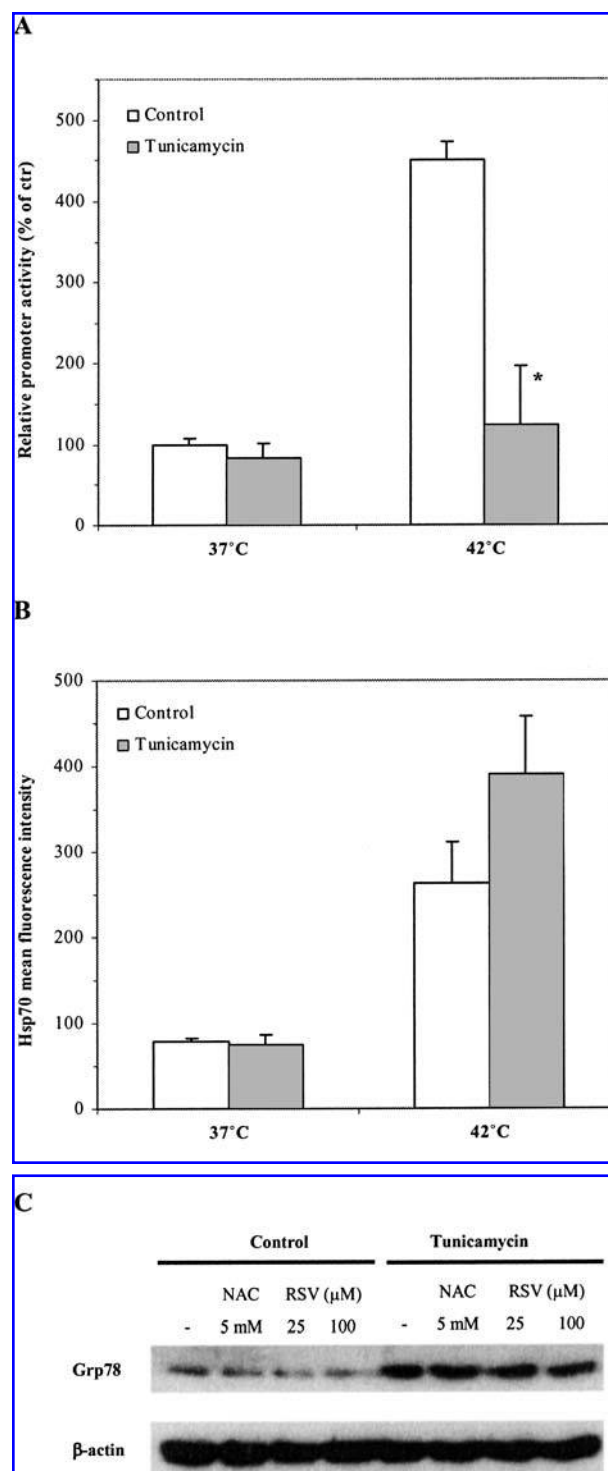 A
Relative promoter activity (% of ctr)
500
400
300
200
100
0
Control
Tunicamycin
*
37°C
42°C
B
Hsp70 mean fluorescence intensity
500
400
300
200
100
0
Control
Tunicamycin
37°C
42°C
C
Control Tunicamycin
NAC RSV (µM) NAC RSV (µM)
- 5 mM 25 100 - 5 mM 25 100
Grp78
β-actin